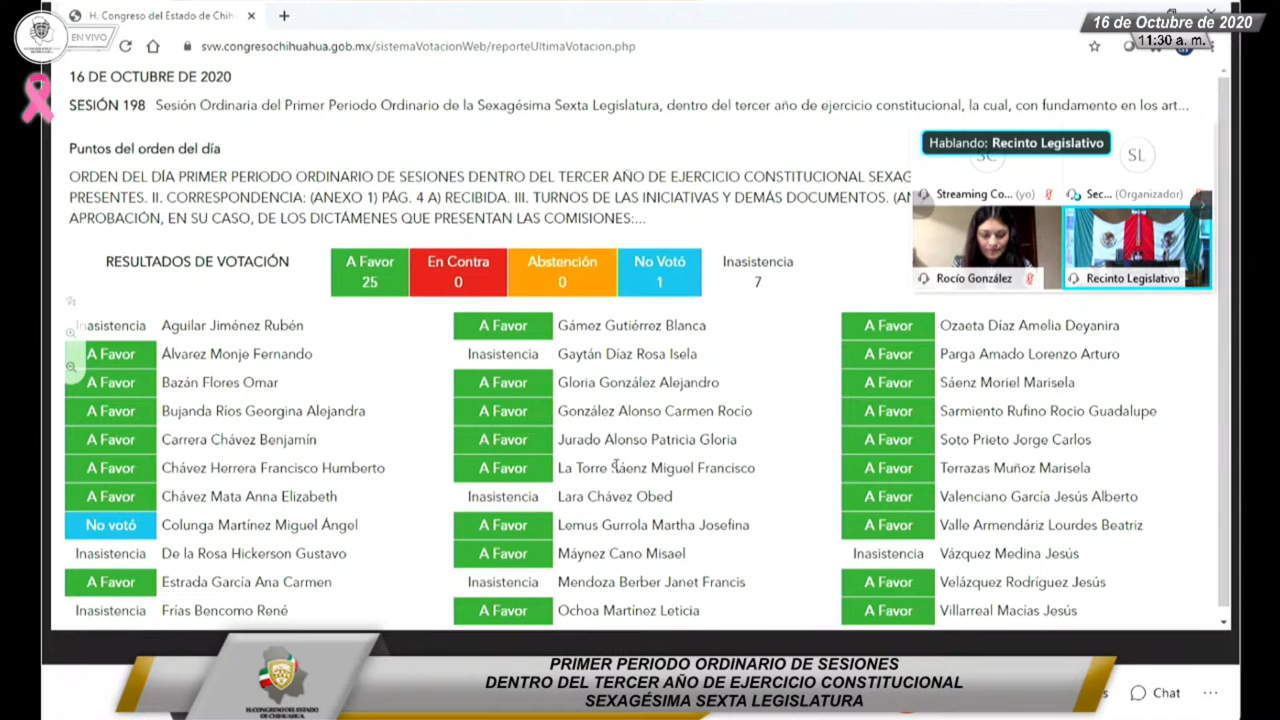 H. Congreso del Estado de Chih
16 de Octubre de 2020
EN VIVO
11:30 a. m.
svw.congresochihuahua.gob.mx/sistemaVotacionWeb/reporteUltimaVotacion.php
16 DE OCTUBRE DE 2020
SESIÓN 198 Sesión Ordinaria del Primer Periodo Ordinario de la Sexagésima Sexta Legislatura, dentro del tercer año de ejercicio constitucional, la cual, con fundamento en los art...
Puntos del orden del día
Hablando: Recinto Legislativo
SC
SL
ORDEN DEL DÍA PRIMER PERIODO ORDINARIO DE SESIONES DENTRO DEL TERCER AÑO DE EJERCICIO CONSTITUCIONAL SEXAG
PRESENTES. II. CORRESPONDENCIA: (ANEXO 1) PÁG. 4 A) RECIBIDA. III. TURNOS DE LAS INICIATIVAS Y DEMÁS DOCUMENTOS. (AN
APROBACIÓN, EN SU CASO, DE LOS DICTÁMENES QUE PRESENTAN LAS COMISIONES:...
Streaming Co... (yo)
Sec... (Organizador)
Rocío González
Recinto Legislativo
RESULTADOS DE VOTACIÓN
A Favor 25
En Contra 0
Abstención 0
No Votó 1
Inasistencia 7
Inasistencia Aguilar Jiménez Rubén
A Favor Álvarez Monje Fernando
A Favor Bazán Flores Omar
A Favor Bujanda Ríos Georgina Alejandra
A Favor Carrera Chávez Benjamín
A Favor Chávez Herrera Francisco Humberto
A Favor Chávez Mata Anna Elizabeth
No votó Colunga Martínez Miguel Ángel
Inasistencia De la Rosa Hickerson Gustavo
A Favor Estrada García Ana Carmen
Inasistencia Frías Bencomo René
A Favor Gámez Gutiérrez Blanca
Inasistencia Gaytán Díaz Rosa Isela
A Favor Gloria González Alejandro
A Favor González Alonso Carmen Rocío
A Favor Jurado Alonso Patricia Gloria
A Favor La Torre Sáenz Miguel Francisco
Inasistencia Lara Chávez Obed
A Favor Lemus Gurrola Martha Josefina
A Favor Máynez Cano Misael
Inasistencia Mendoza Berber Janet Francis
A Favor Ochoa Martínez Leticia
A Favor Ozaeta Díaz Amelia Deyanira
A Favor Parga Amado Lorenzo Arturo
A Favor Sáenz Moriel Marisela
A Favor Sarmiento Rufino Rocio Guadalupe
A Favor Soto Prieto Jorge Carlos
A Favor Terrazas Muñoz Marisela
A Favor Valenciano García Jesús Alberto
A Favor Valle Armendáriz Lourdes Beatriz
Inasistencia Vázquez Medina Jesús
A Favor Velázquez Rodríguez Jesús
A Favor Villarreal Macías Jesús
PRIMER PERIODO ORDINARIO DE SESIONES
DENTRO DEL TERCER AÑO DE EJERCICIO CONSTITUCIONAL
SEXAGÉSIMA SEXTA LEGISLATURA
H. CONGRESO DEL ESTADO
DE CHIHUAHUA
s
Chat